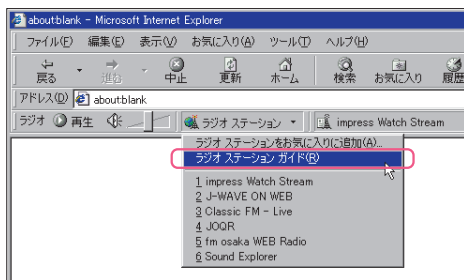 aboutblank - Microsoft Internet Explorer
ファイル(F) 編集(E) 表示(V) お気に入り(A) ツール(T) ヘルプ(H)
戻る 進む 中止 更新 ホーム 検索 お気に入り 履歴
アドレス(D) aboutblank
ラジオ 再生 ラジオ ステーション impress Watch Stream
ラジオ ステーションをお気に入りに追加(A)...
ラジオ ステーション ガイド(R)
1 impress Watch Stream
2 J-WAVE ON WEB
3 Classic FM - Live
4 JOQR
5 fm osaka WEB Radio
6 Sound Explorer